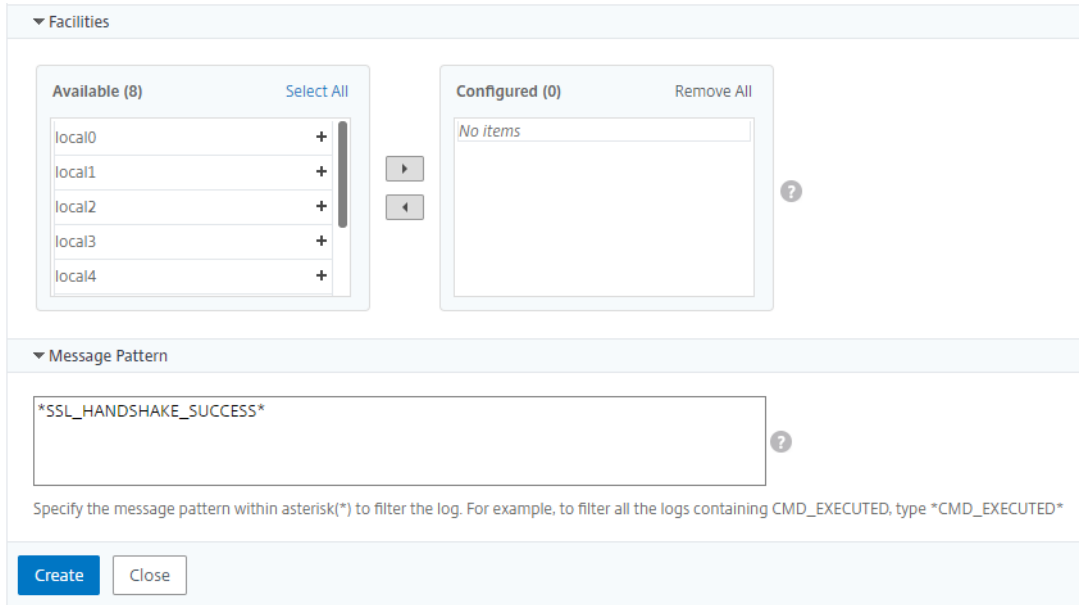 Facilities
Available (8) Select All
local0
local1
local2
local3
local4
Configured (0) Remove All
No items
Message Pattern
*SSL_HANDSHAKE_SUCCESS*
Specify the message pattern within asterisk(*) to filter the log. For example, to filter all the logs containing CMD_EXECUTED, type *CMD_EXECUTED*
Create Close